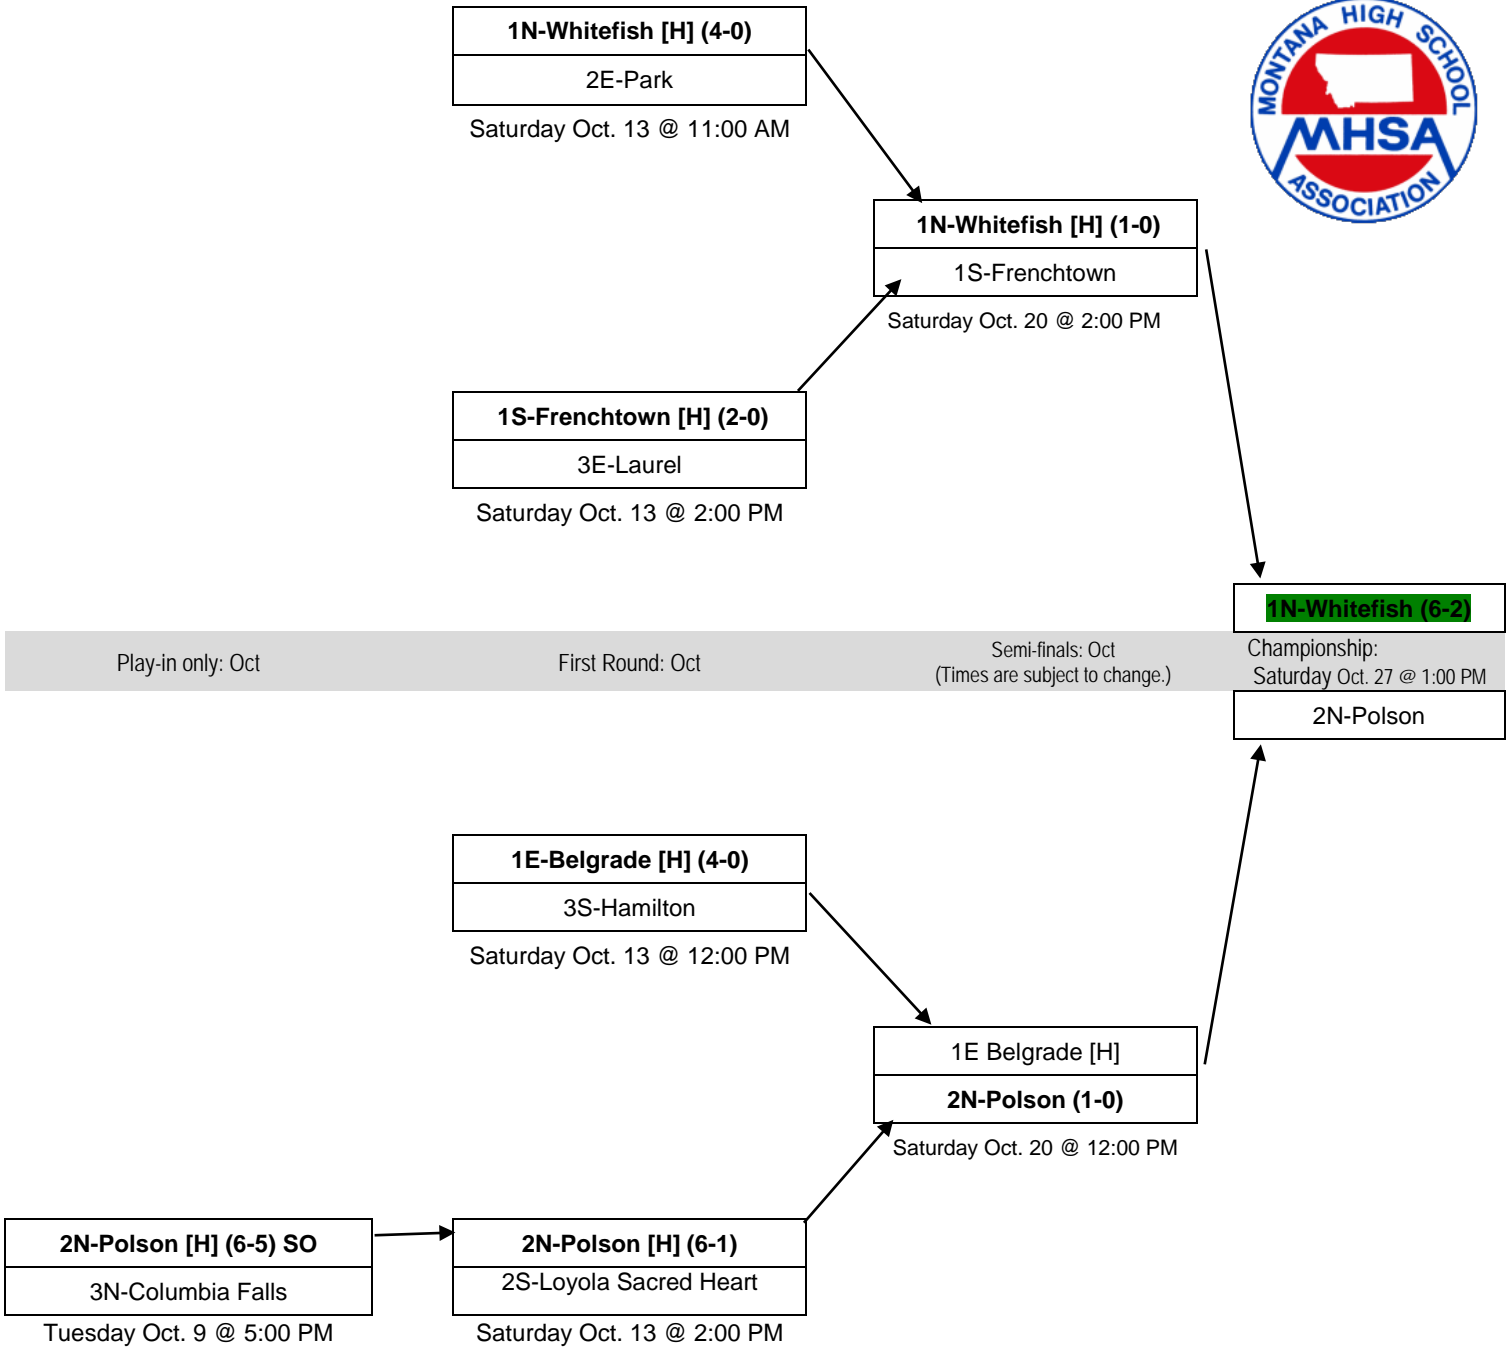 1N-Whitefish [H] (4-0)
2E-Park
Saturday Oct. 13 @ 11:00 AM
MONTANA HIGH SCHOOL
MHSA
ASSOCIATION
1N-Whitefish [H] (1-0)
1S-Frenchtown
Saturday Oct. 20 @ 2:00 PM
1S-Frenchtown [H] (2-0)
3E-Laurel
Saturday Oct. 13 @ 2:00 PM
1N-Whitefish (6-2)
Play-in only: Oct
First Round: Oct
Semi-finals: Oct
(Times are subject to change.)
Championship:
Saturday Oct. 27 @ 1:00 PM
2N-Polson
1E-Belgrade [H] (4-0)
3S-Hamilton
Saturday Oct. 13 @ 12:00 PM
1E Belgrade [H]
2N-Polson (1-0)
Saturday Oct. 20 @ 12:00 PM
2N-Polson [H] (6-5) SO
3N-Columbia Falls
Tuesday Oct. 9 @ 5:00 PM
2N-Polson [H] (6-1)
2S-Loyola Sacred Heart
Saturday Oct. 13 @ 2:00 PM